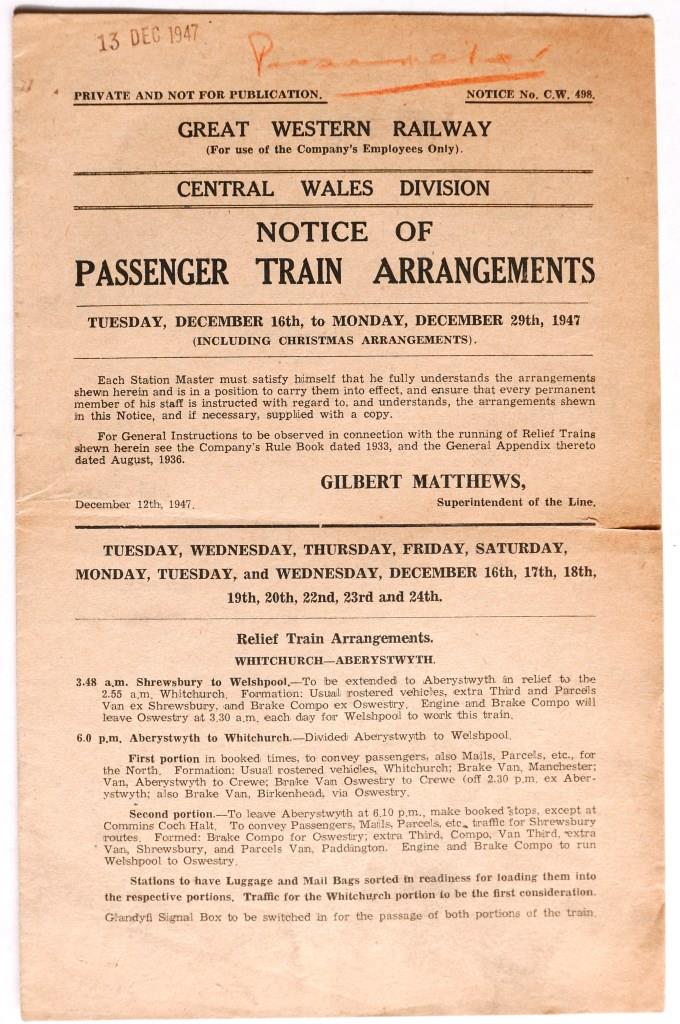 13 DEC 1947
PRIVATE AND NOT FOR PUBLICATION. NOTICE No. C.W. 498.
GREAT WESTERN RAILWAY
(For use of the Company's Employees Only).
CENTRAL WALES DIVISION
NOTICE OF
PASSENGER TRAIN ARRANGEMENTS
TUESDAY, DECEMBER 16th, to MONDAY, DECEMBER 29th, 1947
(INCLUDING CHRISTMAS ARRANGEMENTS).
Each Station Master must satisfy himself that he fully understands the arrangements
shewn herein and is in a position to carry them into effect, and ensure that every permanent
member of his staff is instructed with regard to, and understands, the arrangements shewn
in this Notice, and if necessary, supplied with a copy.
For General Instructions to be observed in connection with the running of Relief Trains
shewn herein see the Company's Rule Book dated 1933, and the General Appendix thereto
dated August, 1936.
GILBERT MATTHEWS,
December 12th, 1947. Superintendent of the Line.
TUESDAY, WEDNESDAY, THURSDAY, FRIDAY, SATURDAY,
MONDAY, TUESDAY, and WEDNESDAY, DECEMBER 16th, 17th, 18th,
19th, 20th, 22nd, 23rd and 24th.
Relief Train Arrangements.
WHITCHURCH—ABERYSTWYTH.
3.48 a.m. Shrewsbury to Welshpool.—To be extended to Aberystwyth in relief to the
2.55 a.m. Whitchurch. Formation: Usual rostered vehicles, extra Third and Parcels
Van ex Shrewsbury, and Brake Compo ex Oswestry. Engine and Brake Compo will
leave Oswestry at 3.30 a.m. each day for Welshpool to work this train.
6.0 p.m. Aberystwyth to Whitchurch.—Divided Aberystwyth to Welshpool.
First portion in booked times, to convey passengers, also Mails, Parcels, etc., for
the North. Formation: Usual rostered vehicles, Whitchurch; Brake Van, Manchester;
Van, Aberystwyth to Crewe; Brake Van Oswestry to Crewe (off 2.30 p.m. ex Aber-
ystwyth; also Brake Van, Birkenhead, via Oswestry.
Second portion.—To leave Aberystwyth at 6.10 p.m., make booked stops, except at
Commins Coch Halt. To convey Passengers, Mails, Parcels, etc., traffic for Shrewsbury
routes. Formed: Brake Compo for Oswestry; extra Third, Compo, Van Third, extra
Van, Shrewsbury, and Parcels Van, Paddington. Engine and Brake Compo to run
Welshpool to Oswestry.
Stations to have Luggage and Mail Bags sorted in readiness for loading them into
the respective portions. Traffic for the Whitchurch portion to be the first consideration.
Glandyfi Signal Box to be switched in for the passage of both portions of the train.